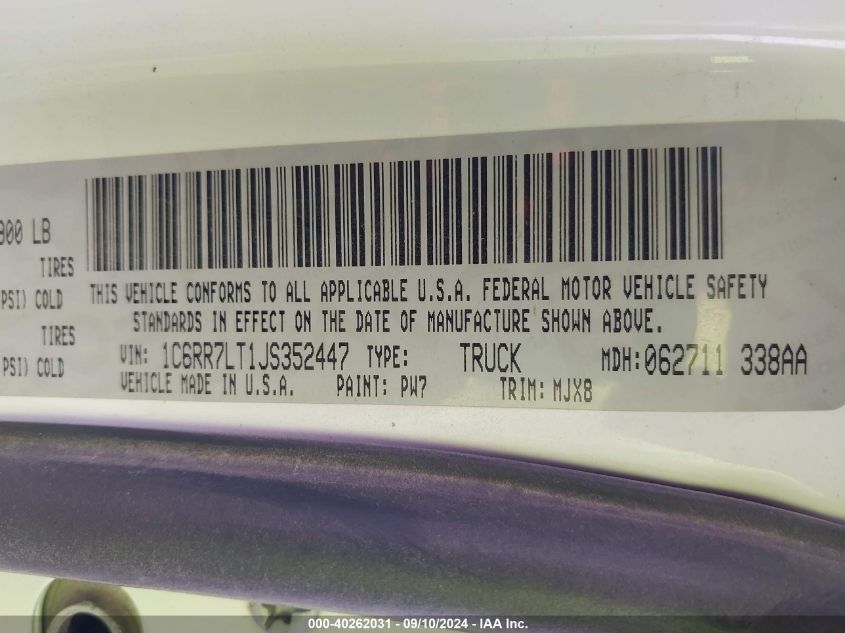 800 LB
TIRES
PSI) COLD
TIRES
PSI) COLD
THIS VEHICLE CONFORMS TO ALL APPLICABLE U.S.A. FEDERAL MOTOR VEHICLE SAFETY
STANDARDS IN EFFECT ON THE DATE OF MANUFACTURE SHOWN ABOVE.
VIN: 1C6RR7LT1JS352447 TYPE: TRUCK MDH:062711 338AA
VEHICLE MADE IN U.S.A. PAINT: PW7 TRIM: MJX8
000-40262031 - 09/10/2024 - IAA Inc.